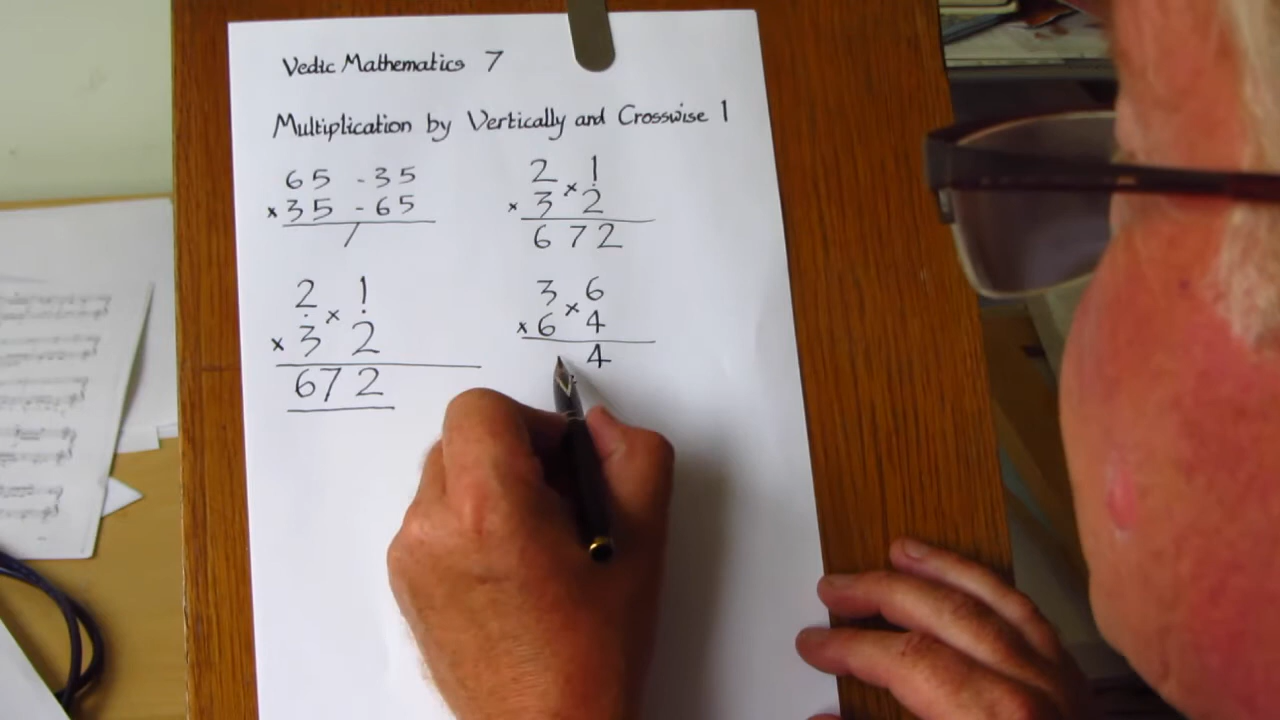 Vedic Mathematics 7
Multiplication by Vertically and Crosswise 1
65 - 35
× 35 - 65
/
2 1
×
× 3 2
672
2 1
×
× 3 2
672
3 6
×
× 6 4
4